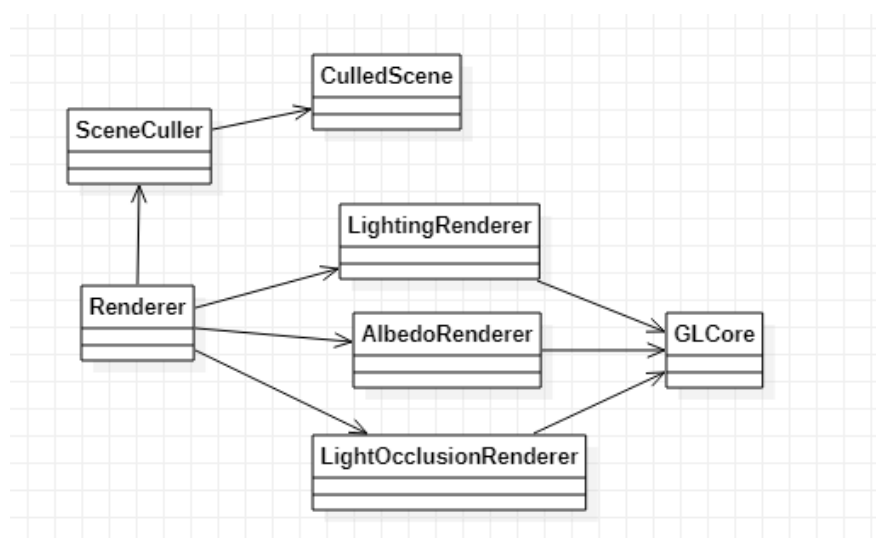 CulledScene
SceneCuller
LightingRenderer
Renderer
AlbedoRenderer
GLCore
LightOcclusionRenderer